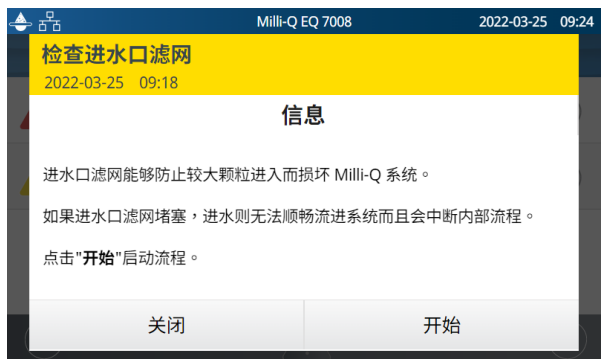 Milli-Q EQ 7008 2022-03-25 09:24
检查进水口滤网
2022-03-25 09:18
信息
进水口滤网能够防止较大颗粒进入而损坏 Milli-Q 系统。
如果进水口滤网堵塞，进水则无法顺畅流进系统而且会中断内部流程。
点击"开始"启动流程。
关闭 开始